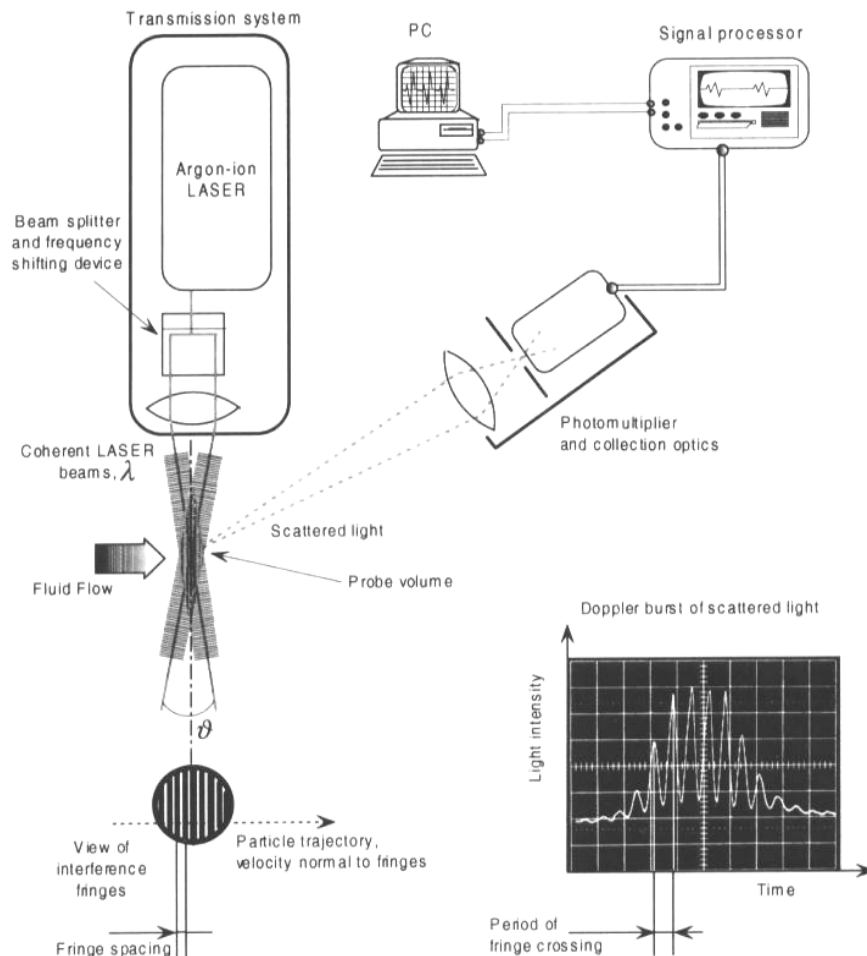 Transmission system
PC
Signal processor
Argon-ion
LASER
Beam splitter
and frequency
shifting device
Photomultiplier
and collection optics
Coherent LASER
beams, λ
Scattered light
Probe volume
Fluid Flow
Doppler burst of scattered light
ϑ
Light intensity
View of
interference
fringes
Particle trajectory,
velocity normal to fringes
Time
Fringe spacing
Period of
fringe crossing